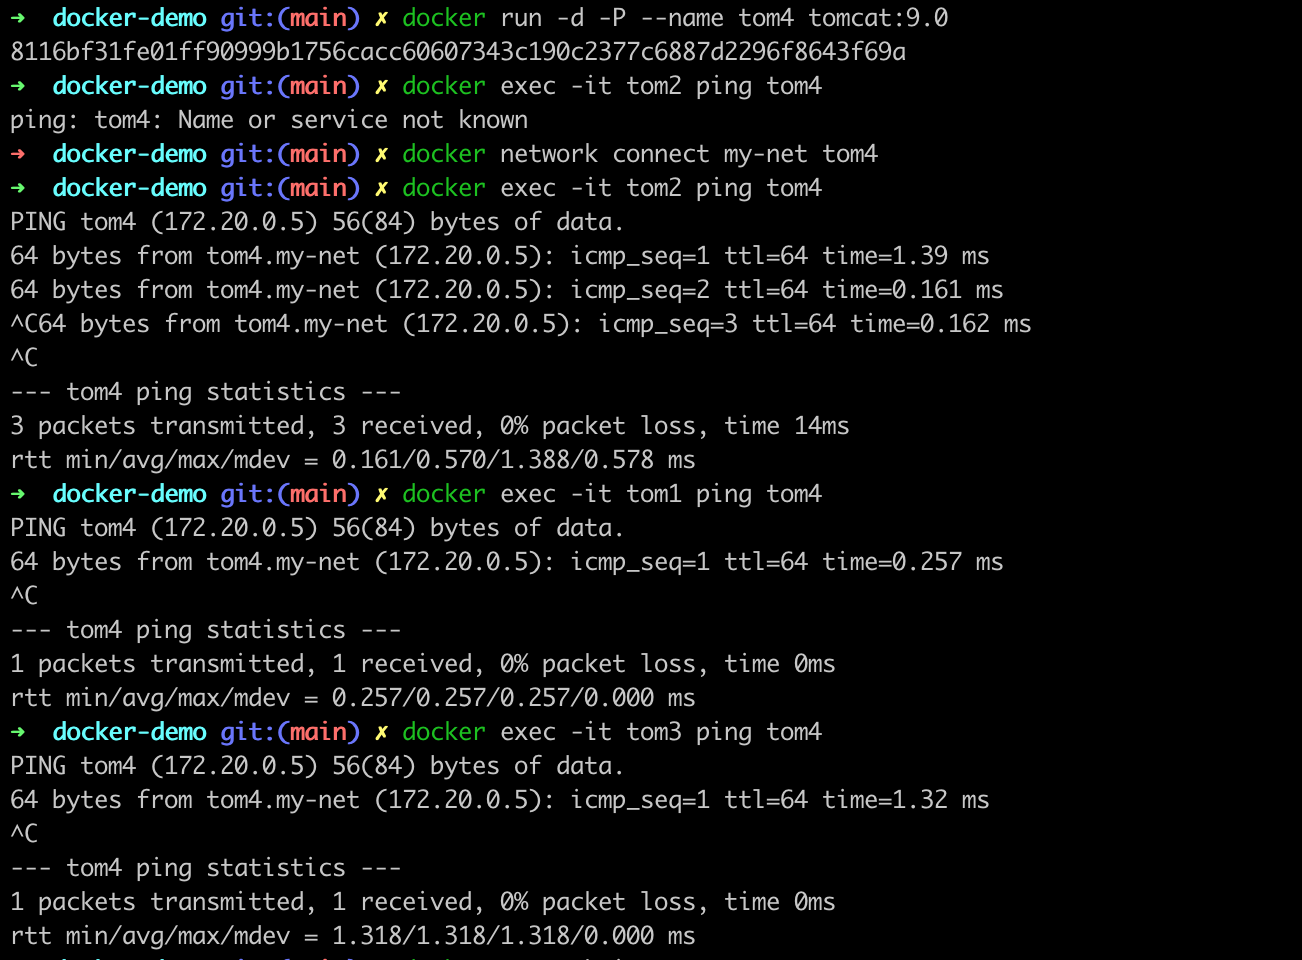 ➜  docker-demo git:(main) ✗ docker run -d -P --name tom4 tomcat:9.0
8116bf31fe01ff90999b1756cacc60607343c190c2377c6887d2296f8643f69a
➜  docker-demo git:(main) ✗ docker exec -it tom2 ping tom4
ping: tom4: Name or service not known
➜  docker-demo git:(main) ✗ docker network connect my-net tom4
➜  docker-demo git:(main) ✗ docker exec -it tom2 ping tom4
PING tom4 (172.20.0.5) 56(84) bytes of data.
64 bytes from tom4.my-net (172.20.0.5): icmp_seq=1 ttl=64 time=1.39 ms
64 bytes from tom4.my-net (172.20.0.5): icmp_seq=2 ttl=64 time=0.161 ms
^C64 bytes from tom4.my-net (172.20.0.5): icmp_seq=3 ttl=64 time=0.162 ms
^C
--- tom4 ping statistics ---
3 packets transmitted, 3 received, 0% packet loss, time 14ms
rtt min/avg/max/mdev = 0.161/0.570/1.388/0.578 ms
➜  docker-demo git:(main) ✗ docker exec -it tom1 ping tom4
PING tom4 (172.20.0.5) 56(84) bytes of data.
64 bytes from tom4.my-net (172.20.0.5): icmp_seq=1 ttl=64 time=0.257 ms
^C
--- tom4 ping statistics ---
1 packets transmitted, 1 received, 0% packet loss, time 0ms
rtt min/avg/max/mdev = 0.257/0.257/0.257/0.000 ms
➜  docker-demo git:(main) ✗ docker exec -it tom3 ping tom4
PING tom4 (172.20.0.5) 56(84) bytes of data.
64 bytes from tom4.my-net (172.20.0.5): icmp_seq=1 ttl=64 time=1.32 ms
^C
--- tom4 ping statistics ---
1 packets transmitted, 1 received, 0% packet loss, time 0ms
rtt min/avg/max/mdev = 1.318/1.318/1.318/0.000 ms